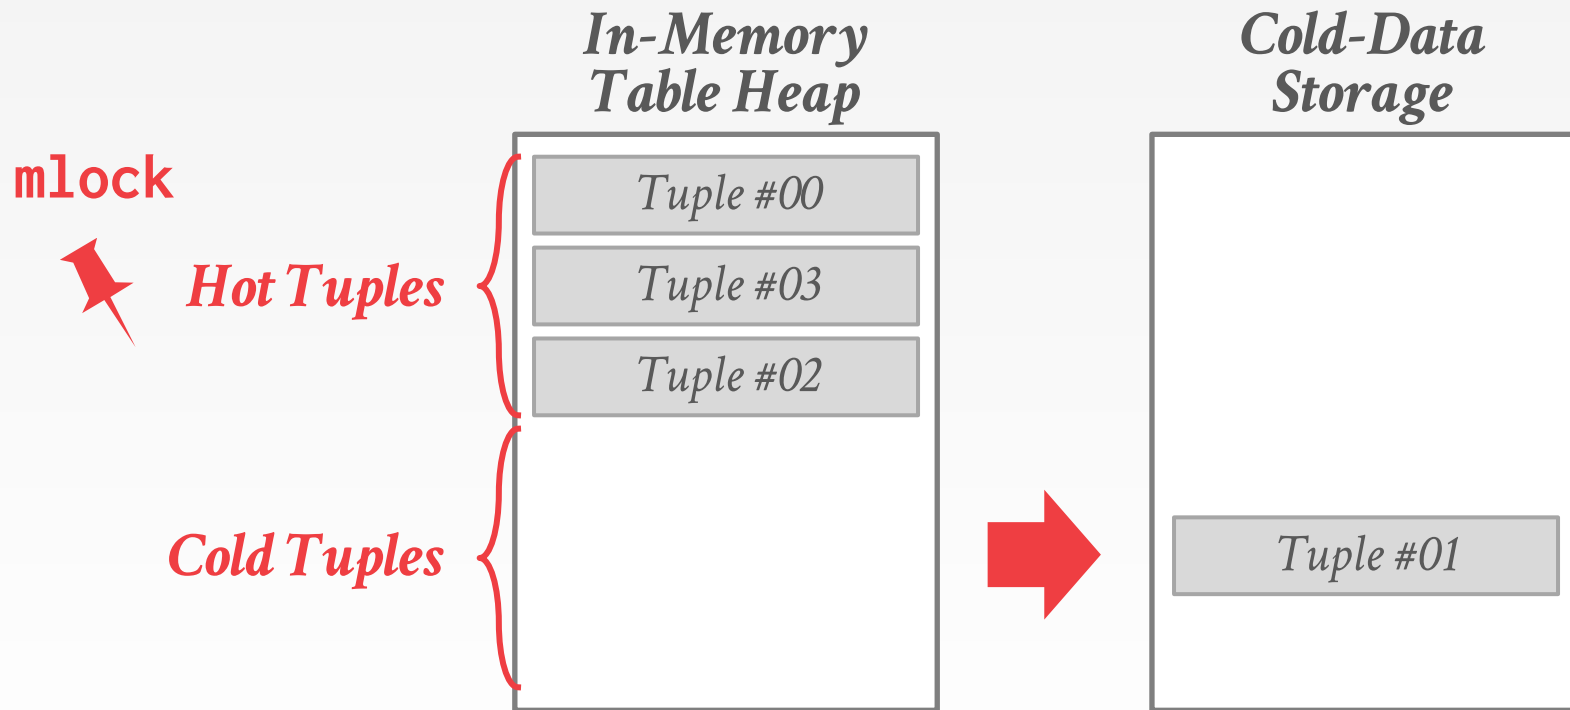 In-Memory
Table Heap
Cold-Data
Storage
mlock
Hot Tuples
Tuple #00
Tuple #03
Tuple #02
Cold Tuples
Tuple #01